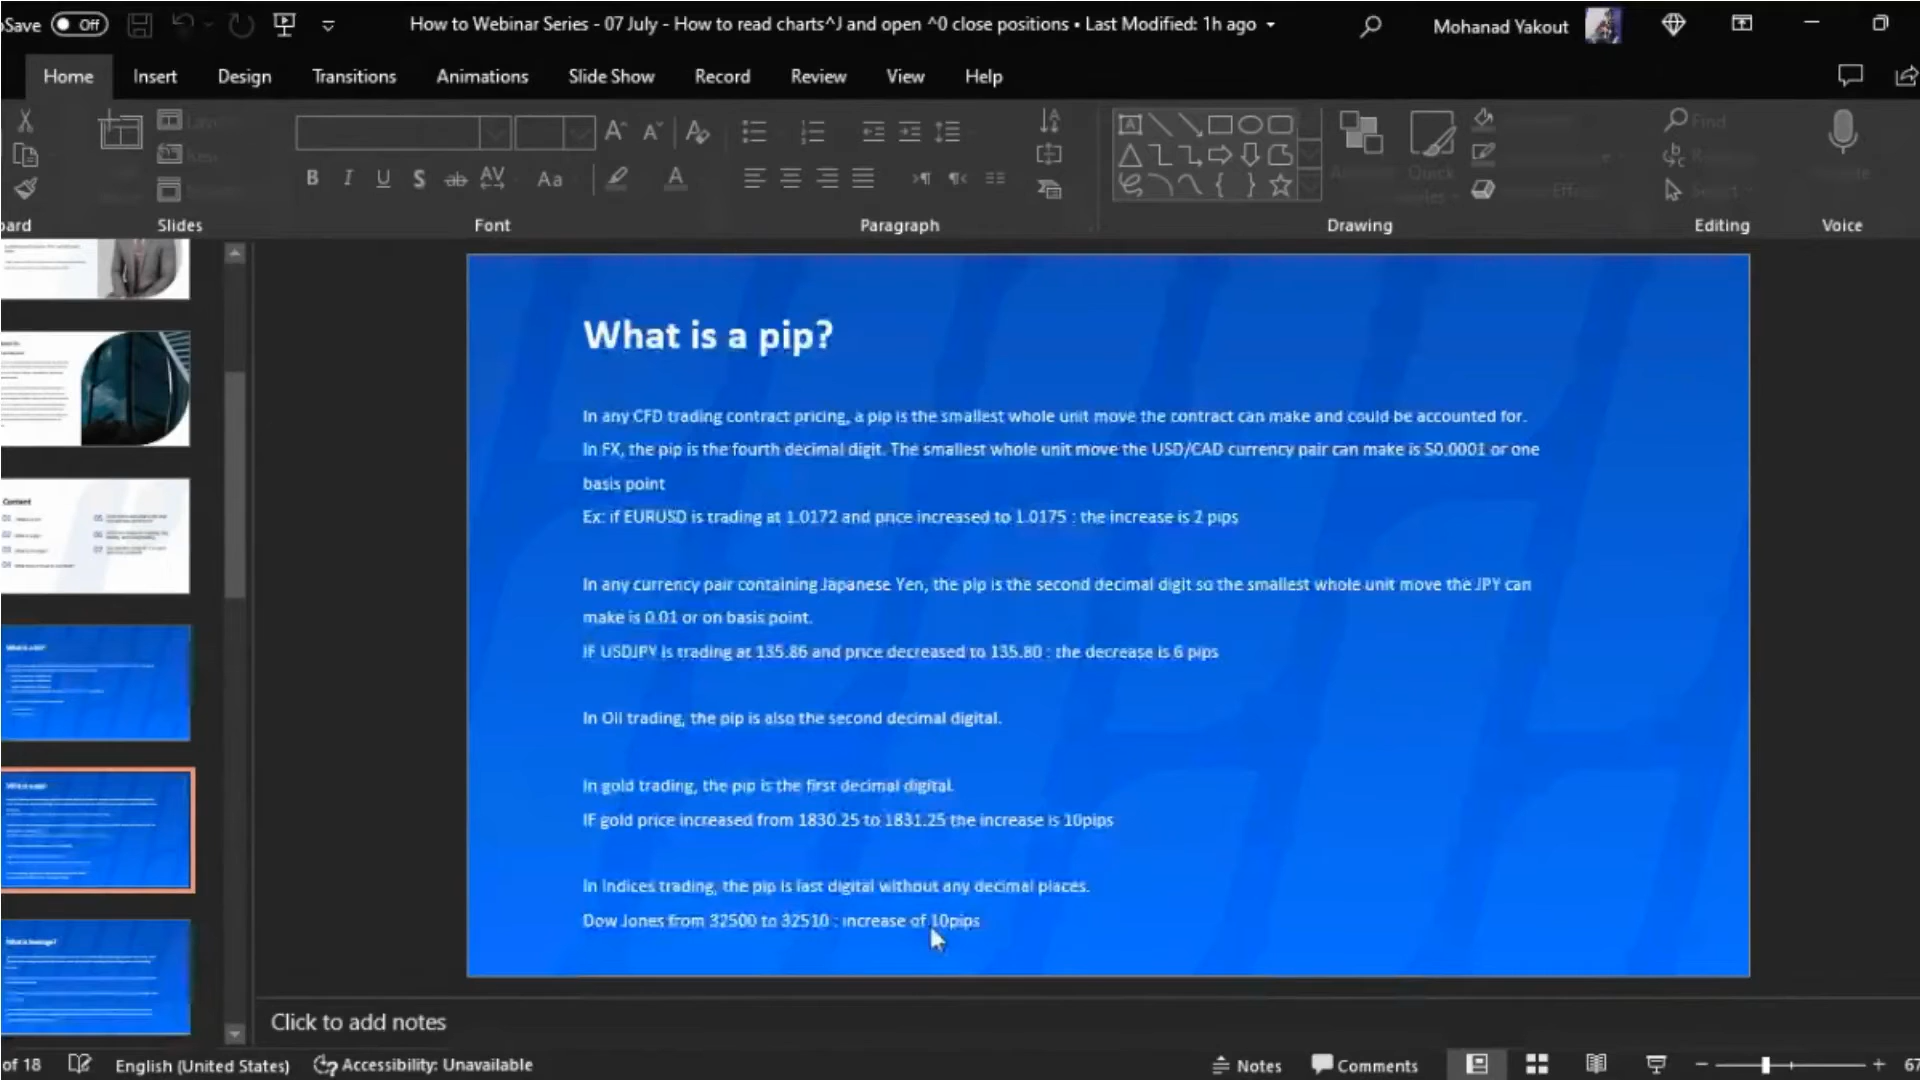 Save Off
How to Webinar Series - 07 July - How to read charts^J and open ^0 close positions • Last Modified: 1h ago
Mohanad Yakout
Home Insert Design Transitions Animations Slide Show Record Review View Help
Find
Quick
Slides Font Paragraph Drawing Editing Voice
Content
What is a pip?
In any CFD trading contract pricing, a pip is the smallest whole unit move the contract can make and could be accounted for.
In FX, the pip is the fourth decimal digit. The smallest whole unit move the USD/CAD currency pair can make is $0.0001 or one
basis point
Ex: if EURUSD is trading at 1.0172 and price increased to 1.0175 : the increase is 2 pips
In any currency pair containing Japanese Yen, the pip is the second decimal digit so the smallest whole unit move the JPY can
make is 0.01 or on basis point.
IF USDJPY is trading at 135.86 and price decreased to 135.80 : the decrease is 6 pips
In Oil trading, the pip is also the second decimal digital.
In gold trading, the pip is the first decimal digital.
IF gold price increased from 1830.25 to 1831.25 the increase is 10pips
In Indices trading, the pip is last digital without any decimal places.
Dow Jones from 32500 to 32510 : increase of 10pips
Click to add notes
of 18 English (United States) Accessibility: Unavailable Notes Comments